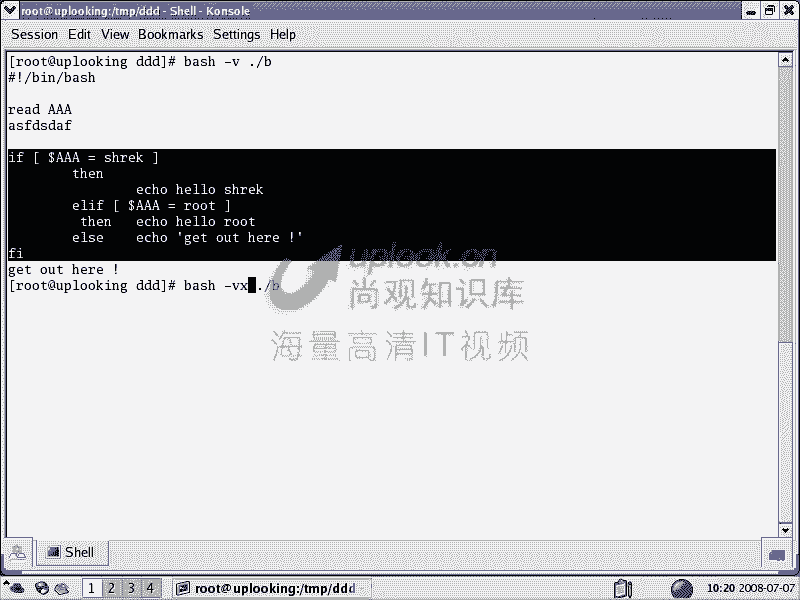 root@uplooking:/tmp/ddd - Shell - Konsole
Session Edit View Bookmarks Settings Help
[root@uplooking ddd]# bash -v ./b
#!/bin/bash
read AAA
asfdsdaf
if [ $AAA = shrek ]
then
echo hello shrek
elif [ $AAA = root ]
then echo hello root
else echo 'get out here !'
fi
get out here !
[root@uplooking ddd]# bash -vx ./b
uplook.cn
尚观知识库
海量高清IT视频
Shell
1 2 3 4
root@uplooking:/tmp/ddd
10:20 2008-07-07